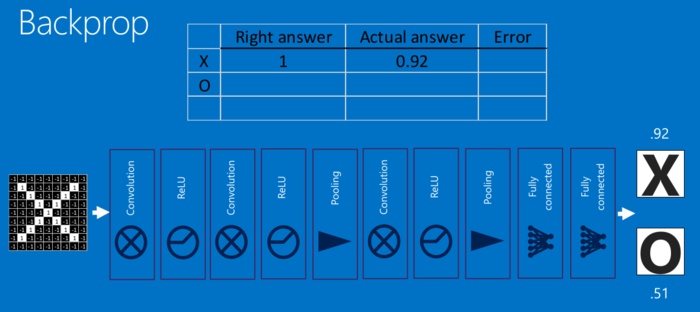 Backprop
Right answer Actual answer Error
X 1 0.92
O
.92
Convolution ReLU Convolution ReLU Pooling Convolution ReLU Pooling Fully connected Fully connected
X
O
.51